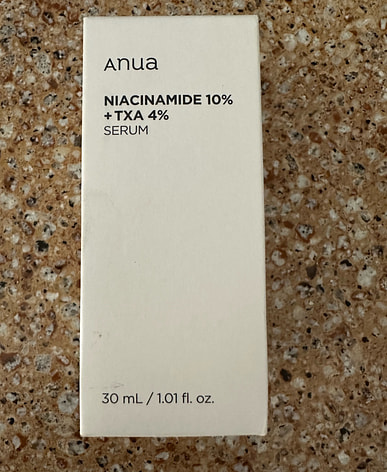 Anua
NIACINAMIDE 10%
+ TXA 4%
SERUM
30 mL / 1.01 fl. oz.